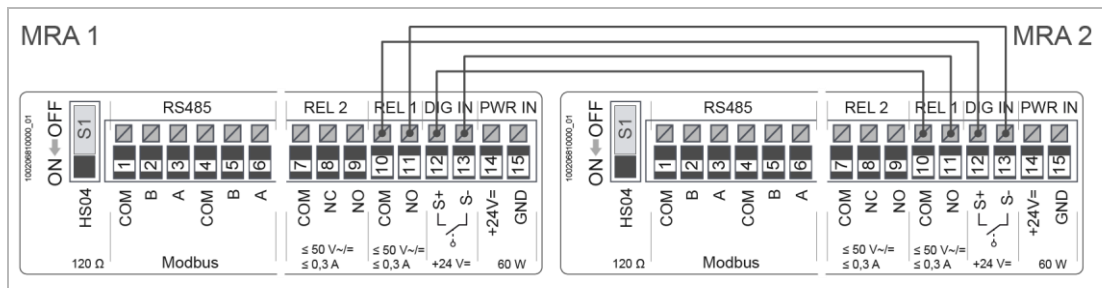 MRA 1
MRA 2
100206810000_01
ON ⬅ OFF
S1
HS04
120 Ω
RS485 REL 2 REL 1 DIG IN PWR IN
1 2 3 4 5 6 7 8 9 10 11 12 13 14 15
COM B A COM B A COM NC NO COM NO S+ S- +24V= GND
≤ 50 V~/= ≤ 50 V~/=
Modbus ≤ 0,3 A ≤ 0,3 A +24 V= 60 W
100206810000_01
ON ⬅ OFF
S1
HS04
120 Ω
RS485 REL 2 REL 1 DIG IN PWR IN
1 2 3 4 5 6 7 8 9 10 11 12 13 14 15
COM B A COM B A COM NC NO COM NO S+ S- +24V= GND
≤ 50 V~/= ≤ 50 V~/=
Modbus ≤ 0,3 A ≤ 0,3 A +24 V= 60 W